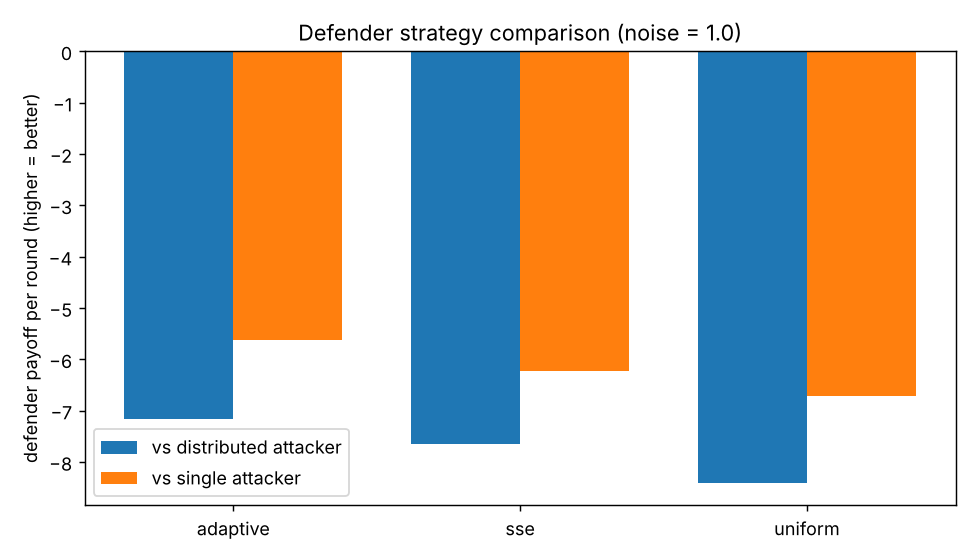 Defender strategy comparison (noise = 1.0)
defender payoff per round (higher = better)
0
−1
−2
−3
−4
−5
−6
−7
−8
vs distributed attacker
vs single attacker
adaptive
sse
uniform